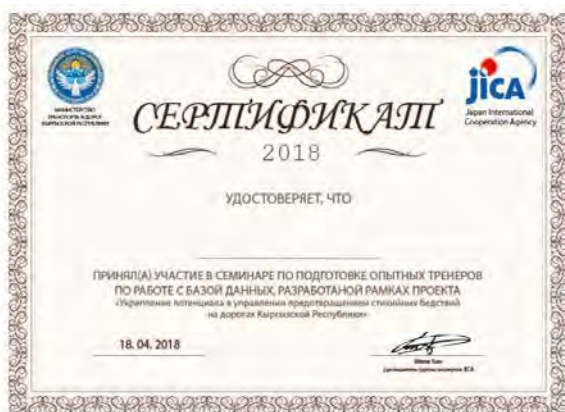 МИНИСТЕРСТВО
ТРАНСПОРТА И ДОРОГ
КЫРГЫЗСКОЙ РЕСПУБЛИКИ
jICA
Japan International
Cooperation Agency
СЕРТИФИКАТ
2018
УДОСТОВЕРЯЕТ, ЧТО
ПРИНЯЛ(А) УЧАСТИЕ В СЕМИНАРЕ ПО ПОДГОТОВКЕ ОПЫТНЫХ ТРЕНЕРОВ
ПО РАБОТЕ С БАЗОЙ ДАННЫХ, РАЗРАБОТАНОЙ РАМКАХ ПРОЕКТА
«Укрепление потенциала в управления предотвращением стихийных бедствий
на дорогах Кыргызской Республики»
18. 04. 2018